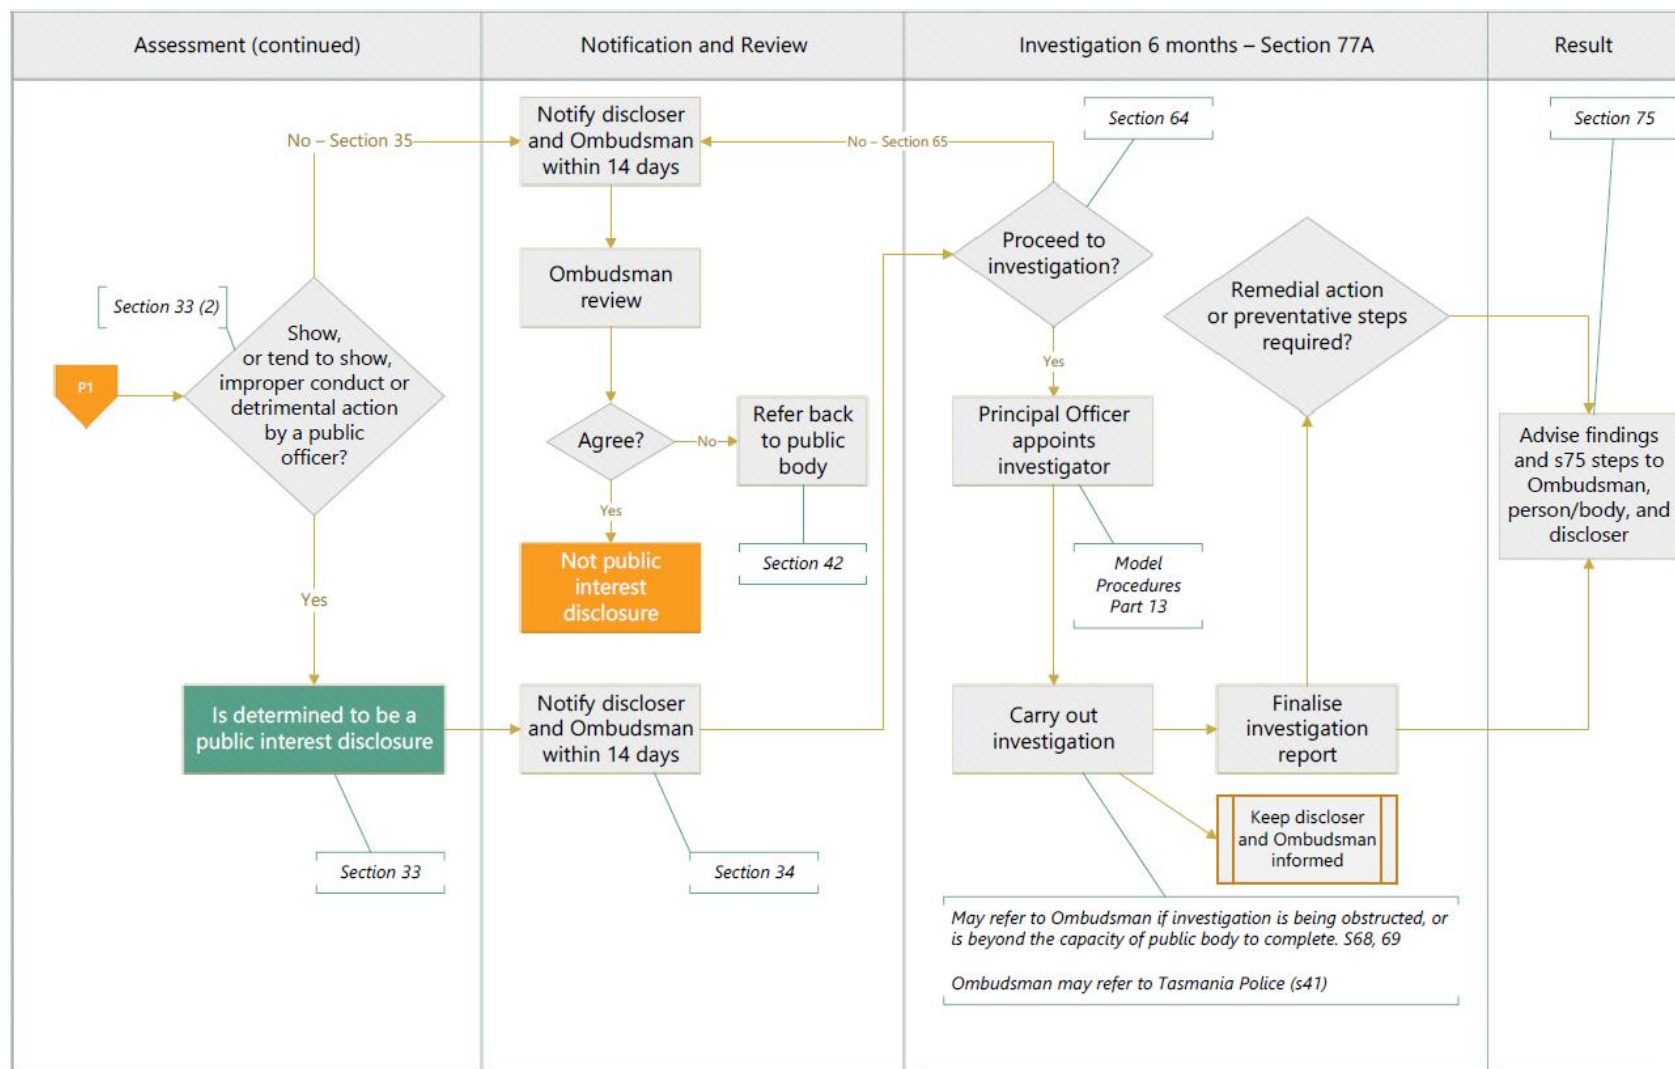 Assessment (continued)
Notification and Review
Investigation 6 months – Section 77A
Result
No – Section 35
Section 33 (2)
P1
Show,
or tend to show,
improper conduct or
detrimental action
by a public
officer?
Yes
Is determined to be a
public interest disclosure
Section 33
Notify discloser
and Ombudsman
within 14 days
Ombudsman
review
Agree?
No
Refer back
to public
body
Section 42
Yes
Not public
interest
disclosure
Notify discloser
and Ombudsman
within 14 days
Section 34
No – Section 65
Section 64
Proceed to
investigation?
Yes
Principal Officer
appoints
investigator
Model
Procedures
Part 13
Carry out
investigation
Finalise
investigation
report
Keep discloser
and Ombudsman
informed
May refer to Ombudsman if investigation is being obstructed, or
is beyond the capacity of public body to complete. S68, 69
Ombudsman may refer to Tasmania Police (s41)
Remedial action
or preventative steps
required?
Section 75
Advise findings
and s75 steps to
Ombudsman,
person/body, and
discloser